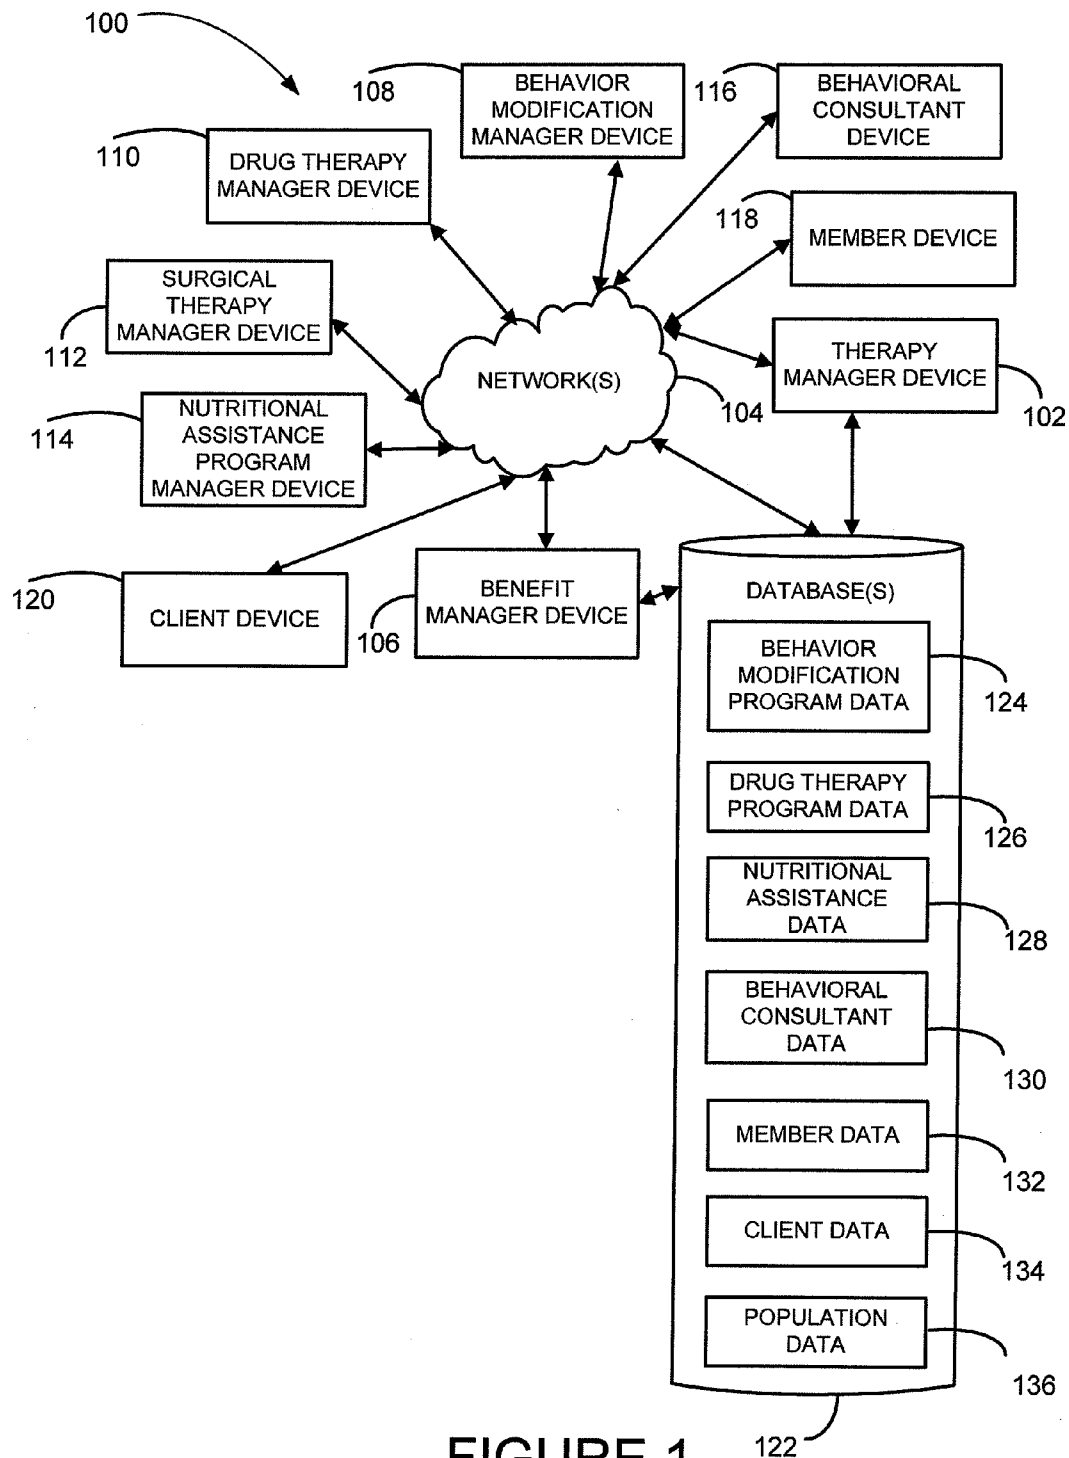 100
108
BEHAVIOR
MODIFICATION
MANAGER DEVICE
116
BEHAVIORAL
CONSULTANT
DEVICE
110
DRUG THERAPY
MANAGER DEVICE
118
MEMBER DEVICE
SURGICAL
THERAPY
MANAGER DEVICE
112
NETWORK(S)
104
THERAPY
MANAGER DEVICE
102
114
NUTRITIONAL
ASSISTANCE
PROGRAM
MANAGER DEVICE
120
CLIENT DEVICE
106
BENEFIT
MANAGER DEVICE
DATABASE(S)
BEHAVIOR
MODIFICATION
PROGRAM DATA
124
DRUG THERAPY
PROGRAM DATA
126
NUTRITIONAL
ASSISTANCE
DATA
128
BEHAVIORAL
CONSULTANT
DATA
130
MEMBER DATA
132
CLIENT DATA
134
POPULATION
DATA
136
122
FIGURE 1